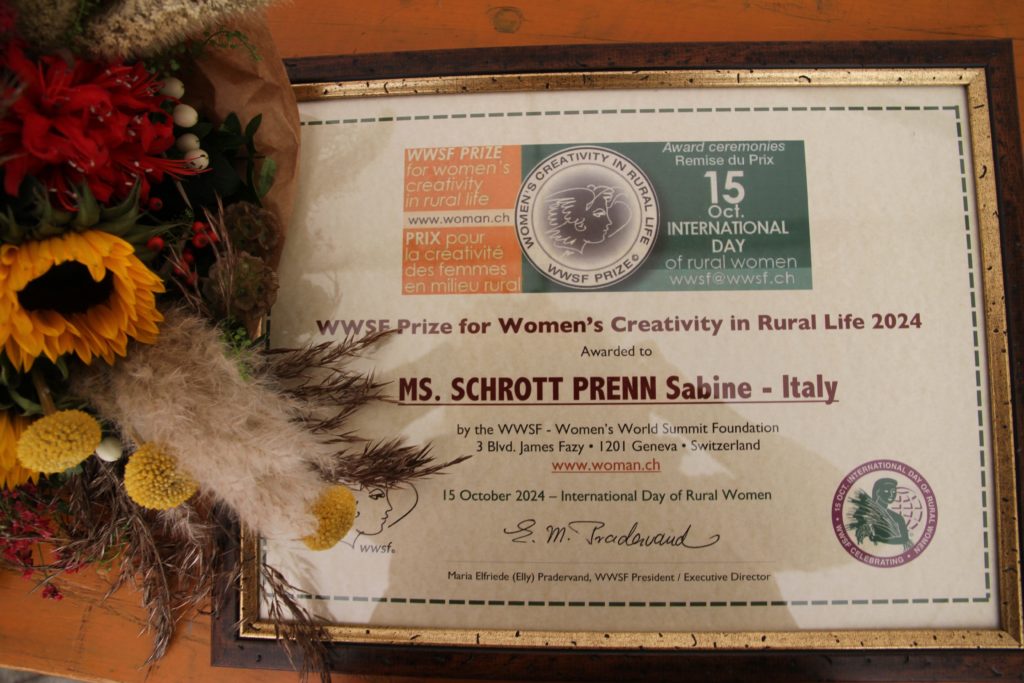 WWSF PRIZE
for women's
creativity
in rural life
www.woman.ch
PRIX pour
la créativité
des femmes
en milieu rural
WOMEN'S CREATIVITY IN RURAL LIFE
WWSF PRIZE©
Award ceremonies
Remise du Prix
15
Oct.
INTERNATIONAL
DAY
of rural women
wwsf@wwsf.ch
WWSF Prize for Women's Creativity in Rural Life 2024
Awarded to
MS. SCHROTT PRENN Sabine - Italy
by the WWSF - Women's World Summit Foundation
3 Blvd. James Fazy • 1201 Geneva • Switzerland
www.woman.ch
15 October 2024 – International Day of Rural Women
E. M. Pradervand
Maria Elfriede (Elly) Pradervand, WWSF President / Executive Director
wwsf©
• 15 OCT. INTERNATIONAL DAY OF RURAL WOMEN •
WWSF CELEBRATING